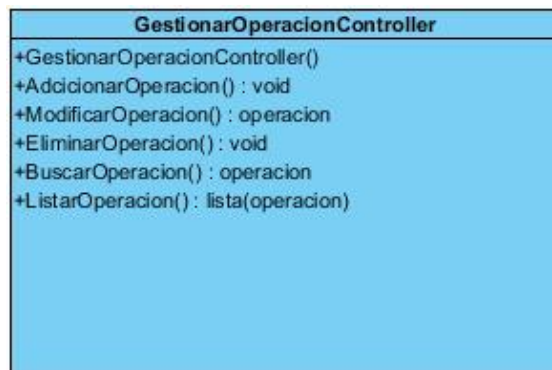 GestionarOperacionController
+GestionarOperacionController()
+AdcicionarOperacion() : void
+ModificarOperacion() : operacion
+EliminarOperacion() : void
+BuscarOperacion() : operacion
+ListarOperacion() : lista(operacion)